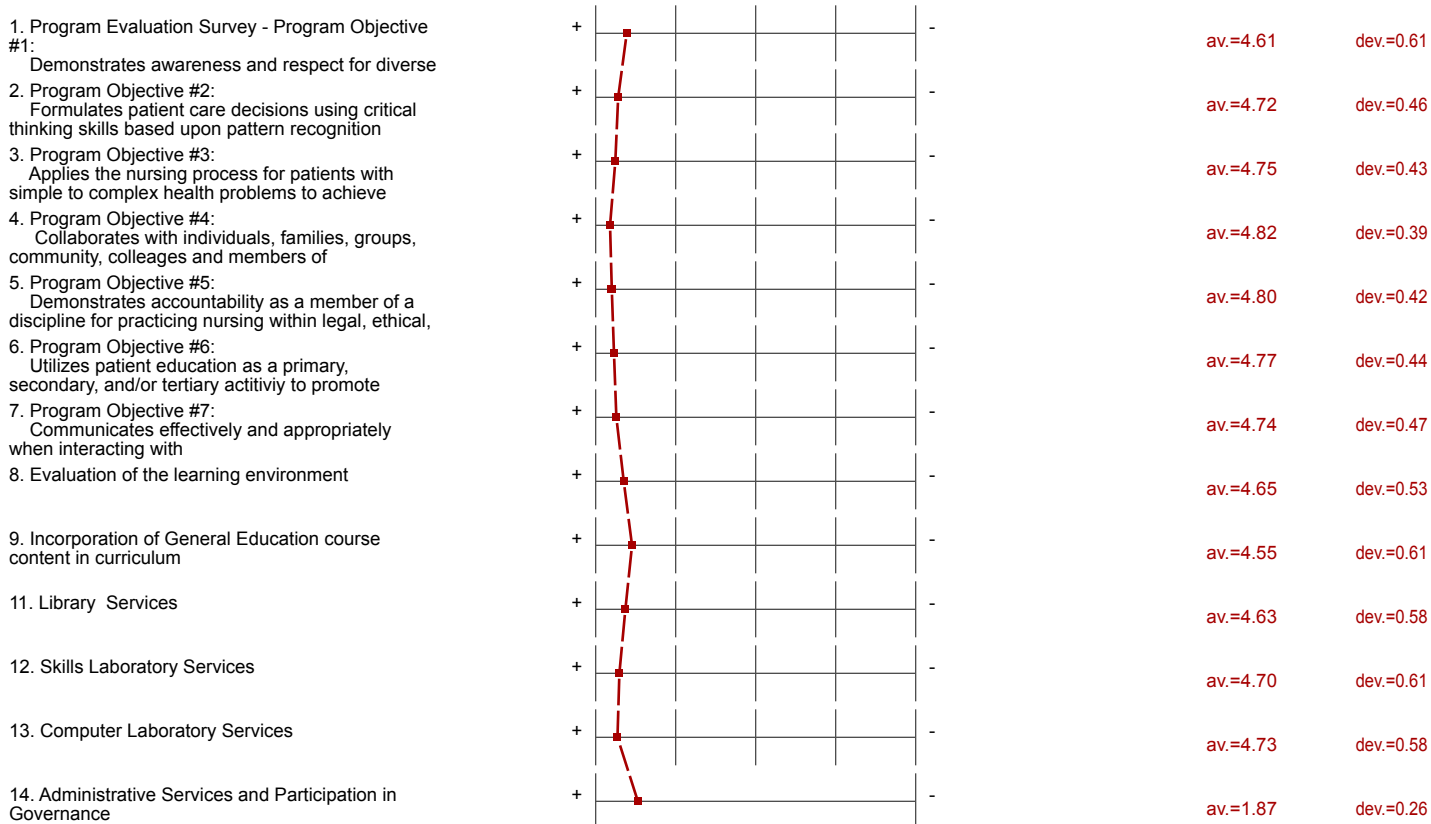 1. Program Evaluation Survey - Program Objective
#1:
Demonstrates awareness and respect for diverse
+
-
av.=4.61
dev.=0.61
2. Program Objective #2:
Formulates patient care decisions using critical
thinking skills based upon pattern recognition
+
-
av.=4.72
dev.=0.46
3. Program Objective #3:
Applies the nursing process for patients with
simple to complex health problems to achieve
+
-
av.=4.75
dev.=0.43
4. Program Objective #4:
Collaborates with individuals, families, groups,
community, colleages and members of
+
-
av.=4.82
dev.=0.39
5. Program Objective #5:
Demonstrates accountability as a member of a
discipline for practicing nursing within legal, ethical,
+
-
av.=4.80
dev.=0.42
6. Program Objective #6:
Utilizes patient education as a primary,
secondary, and/or tertiary actitiviy to promote
+
-
av.=4.77
dev.=0.44
7. Program Objective #7:
Communicates effectively and appropriately
when interacting with
+
-
av.=4.74
dev.=0.47
8. Evaluation of the learning environment
+
-
av.=4.65
dev.=0.53
9. Incorporation of General Education course
content in curriculum
+
-
av.=4.55
dev.=0.61
11. Library  Services
+
-
av.=4.63
dev.=0.58
12. Skills Laboratory Services
+
-
av.=4.70
dev.=0.61
13. Computer Laboratory Services
+
-
av.=4.73
dev.=0.58
14. Administrative Services and Participation in
Governance
+
-
av.=1.87
dev.=0.26